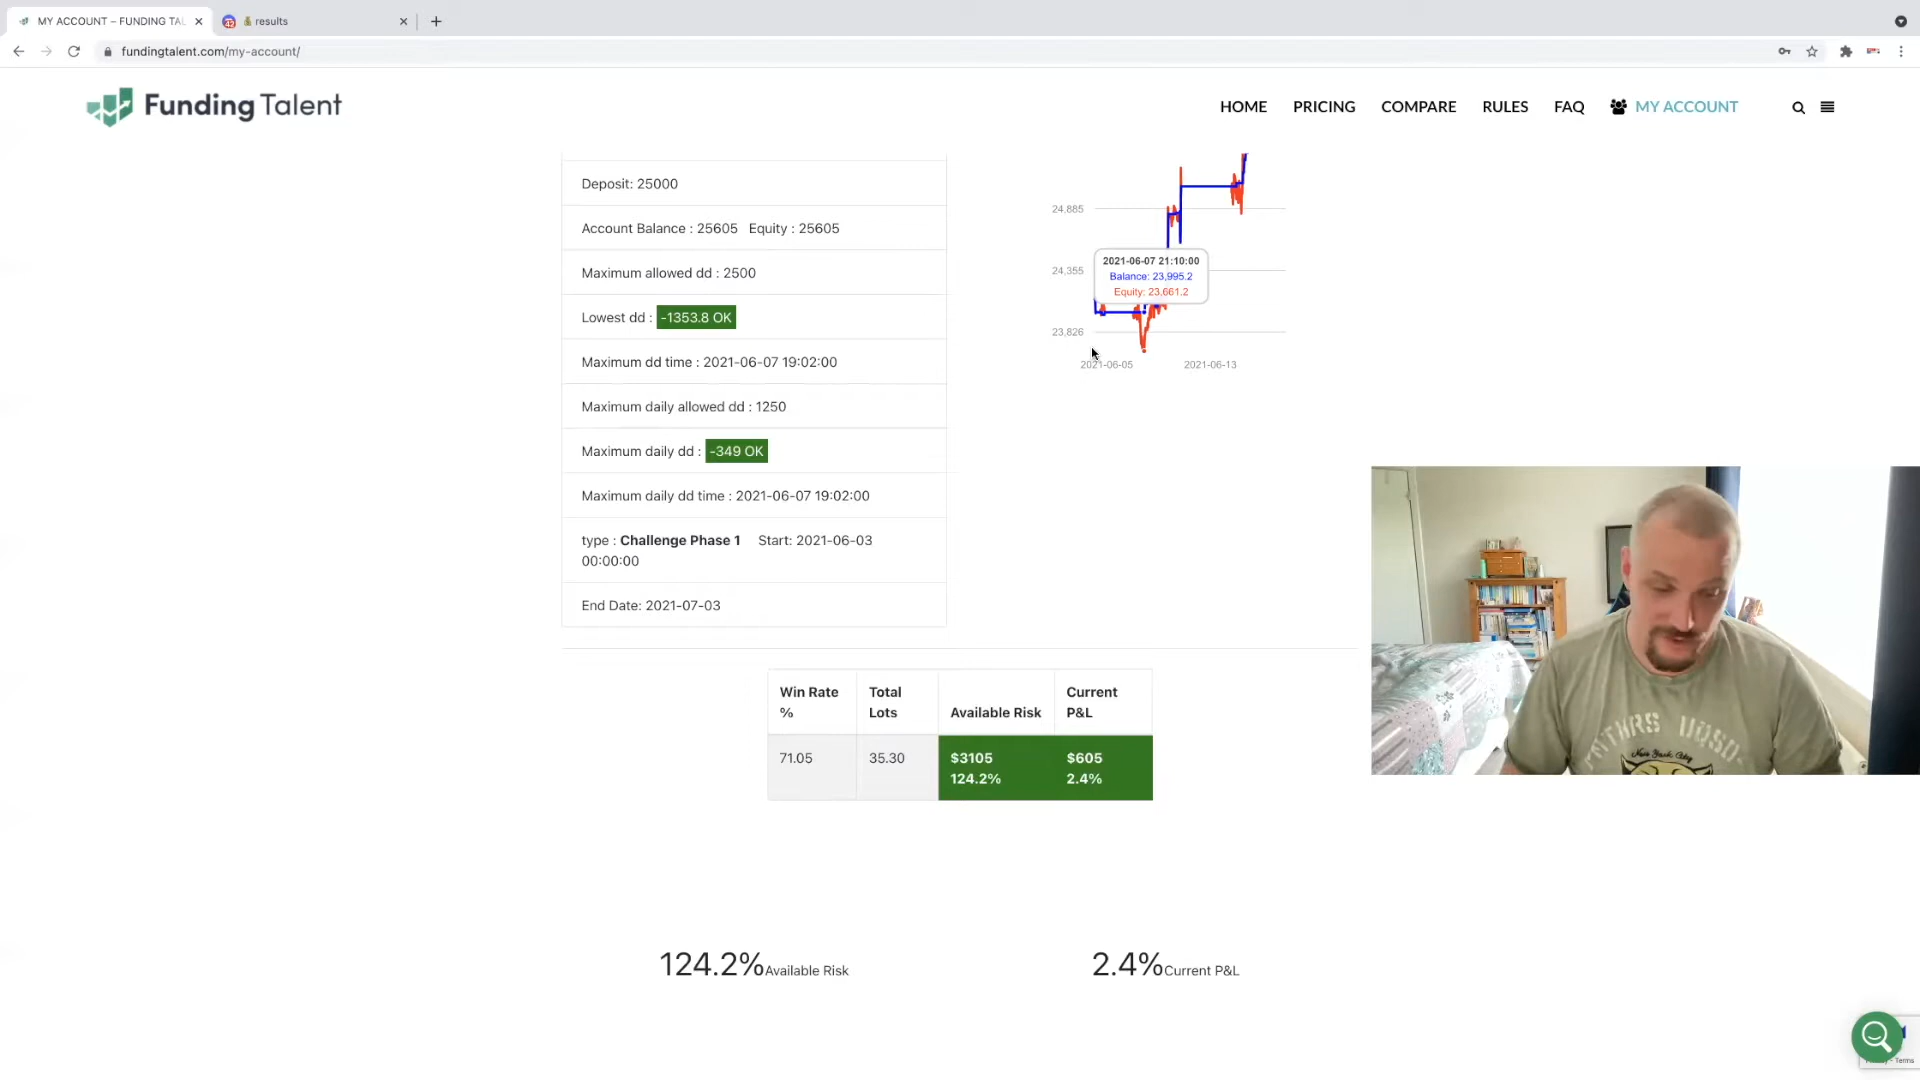 MY ACCOUNT – FUNDING TAL
results
fundingtalent.com/my-account/
Funding Talent
HOME PRICING COMPARE RULES FAQ MY ACCOUNT
Deposit: 25000
Account Balance : 25605 Equity : 25605
Maximum allowed dd : 2500
Lowest dd : -1353.8 OK
Maximum dd time : 2021-06-07 19:02:00
Maximum daily allowed dd : 1250
Maximum daily dd : -349 OK
Maximum daily dd time : 2021-06-07 19:02:00
type : Challenge Phase 1 Start: 2021-06-03
00:00:00
End Date: 2021-07-03
24,885
24,355
23,826
2021-06-07 21:10:00
Balance: 23,995.2
Equity: 23,661.2
2021-06-05 2021-06-13
Win Rate
%
Total
Lots
Available Risk
Current
P&L
71.05
35.30
$3105
124.2%
$605
2.4%
124.2% Available Risk
2.4% Current P&L
Terms